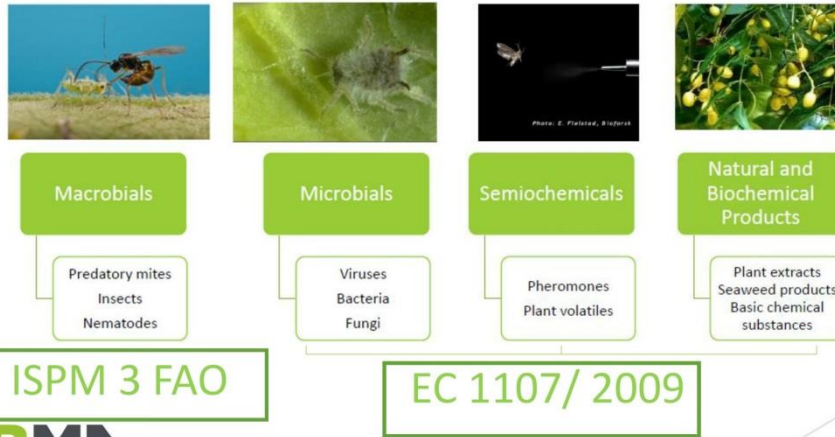 Photo: E. Fløistad, Bioforsk
Macrobials
Predatory mites
Insects
Nematodes
Microbials
Viruses
Bacteria
Fungi
Semiochemicals
Pheromones
Plant volatiles
Natural and
Biochemical
Products
Plant extracts
Seaweed products
Basic chemical
substances
ISPM 3 FAO
EC 1107/ 2009